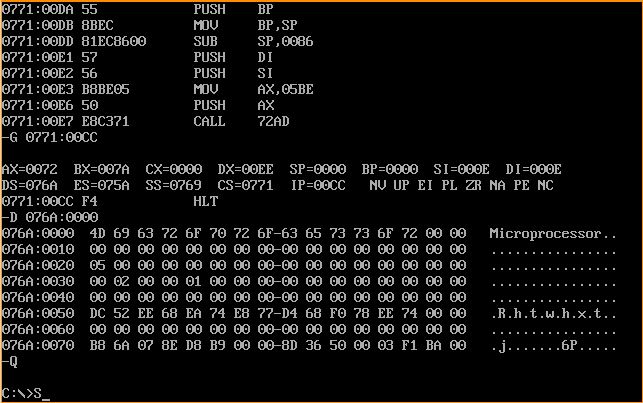 0771:00DA 55            PUSH    BP
0771:00DB 8BEC          MOV     BP,SP
0771:00DD 81EC8600      SUB     SP,0086
0771:00E1 57            PUSH    DI
0771:00E2 56            PUSH    SI
0771:00E3 B8BE05        MOV     AX,05BE
0771:00E6 50            PUSH    AX
0771:00E7 E8C371        CALL    72AD
-G 0771:00CC
AX=0072  BX=007A  CX=0000  DX=00EE  SP=0000  BP=0000  SI=000E  DI=000E
DS=076A  ES=075A  SS=0769  CS=0771  IP=00CC   NV UP EI PL ZR NA PE NC
0771:00CC F4            HLT
-D 076A:0000
076A:0000  4D 69 63 72 6F 70 72 6F-63 65 73 73 6F 72 00 00   Microprocessor..
076A:0010  00 00 00 00 00 00 00 00-00 00 00 00 00 00 00 00   ................
076A:0020  05 00 00 00 00 00 00 00-00 00 00 00 00 00 00 00   ................
076A:0030  00 02 00 00 01 00 00 00-00 00 00 00 00 00 00 00   ................
076A:0040  00 00 00 00 00 00 00 00-00 00 00 00 00 00 00 00   ................
076A:0050  DC 52 EE 68 EA 74 E8 77-D4 68 F0 78 EE 74 00 00   .R.h.t.w.h.x.t..
076A:0060  00 00 00 00 00 00 00 00-00 00 00 00 00 00 00 00   ................
076A:0070  B8 6A 07 8E D8 B9 00 00-8D 36 50 00 03 F1 BA 00   .j.......6P.....
-Q
C:\>S_